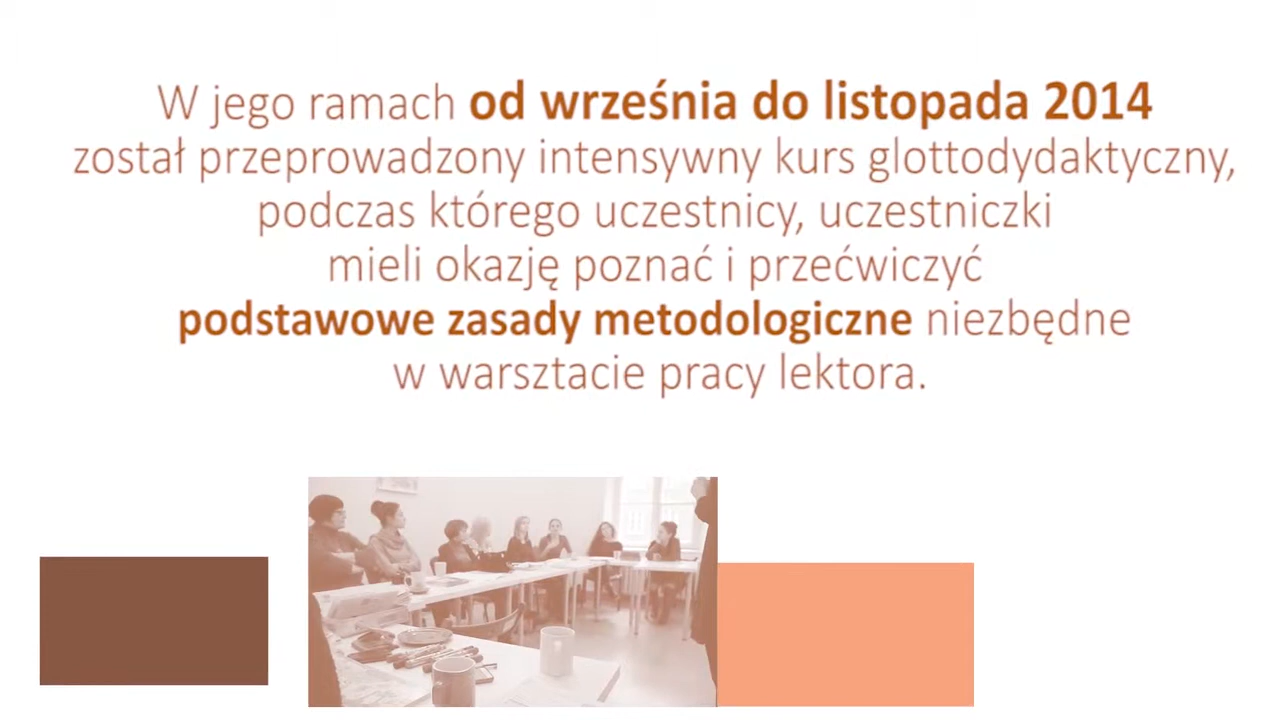 W jego ramach od września do listopada 2014
został przeprowadzony intensywny kurs glottodydaktyczny,
podczas którego uczestnicy, uczestniczki
mieli okazję poznać i przećwiczyć
podstawowe zasady metodologiczne niezbędne
w warsztacie pracy lektora.